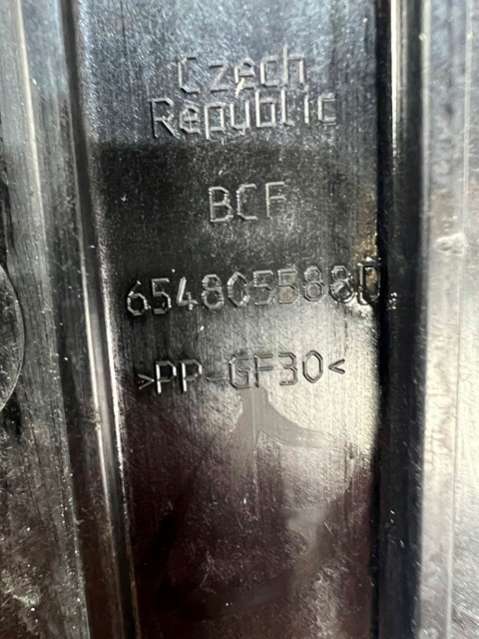 Czech
Republic
BCF
654805588D
>PP-GF30<